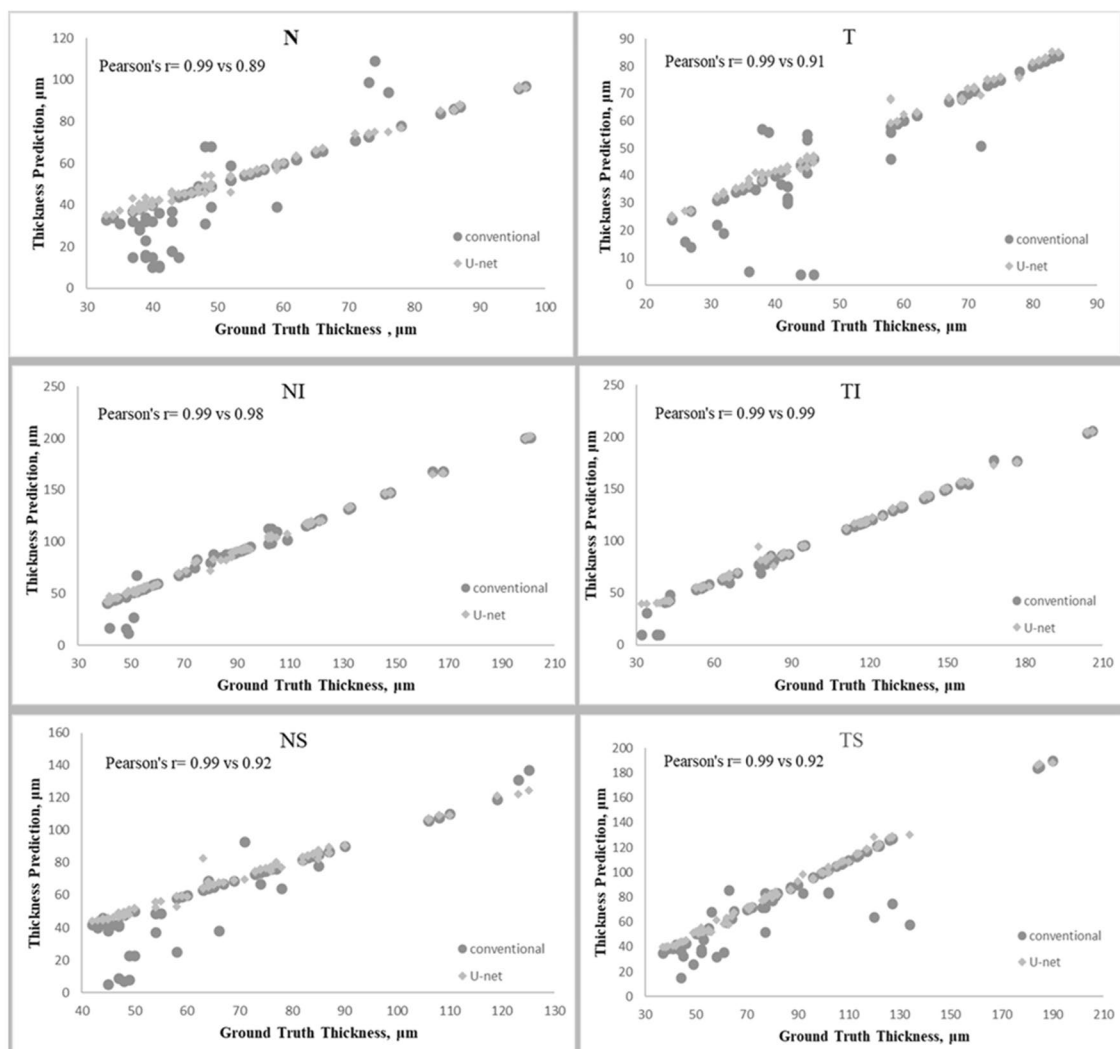 N
Pearson's r= 0.99 vs 0.89
Thickness Prediction, µm
120
100
80
60
40
20
0
30 40 50 60 70 80 90 100
Ground Truth Thickness , µm
conventional
U-net
T
Pearson's r= 0.99 vs 0.91
Thickness Prediction, µm
90
80
70
60
50
40
30
20
10
0
20 30 40 50 60 70 80 90
Ground Truth Thickness, µm
conventional
U-net
NI
Pearson's r= 0.99 vs 0.98
Thickness Prediction, µm
250
200
150
100
50
0
30 50 70 90 110 130 150 170 190 210
Ground Truth Thickness, µm
conventional
U-net
TI
Pearson's r= 0.99 vs 0.99
Thickness Prediction, µm
250
200
150
100
50
0
30 60 90 120 150 180 210
Ground Truth Thickness, µm
conventional
U-net
NS
Pearson's r= 0.99 vs 0.92
Thickness Prediction, µm
160
140
120
100
80
60
40
20
0
40 50 60 70 80 90 100 110 120 130
Ground Truth Thickness, µm
conventional
U-net
TS
Pearson's r= 0.99 vs 0.92
Thickness Prediction, µm
200
180
160
140
120
100
80
60
40
20
0
30 50 70 90 110 130 150 170 190 210
Ground Truth Thickness, µm
conventional
U-net